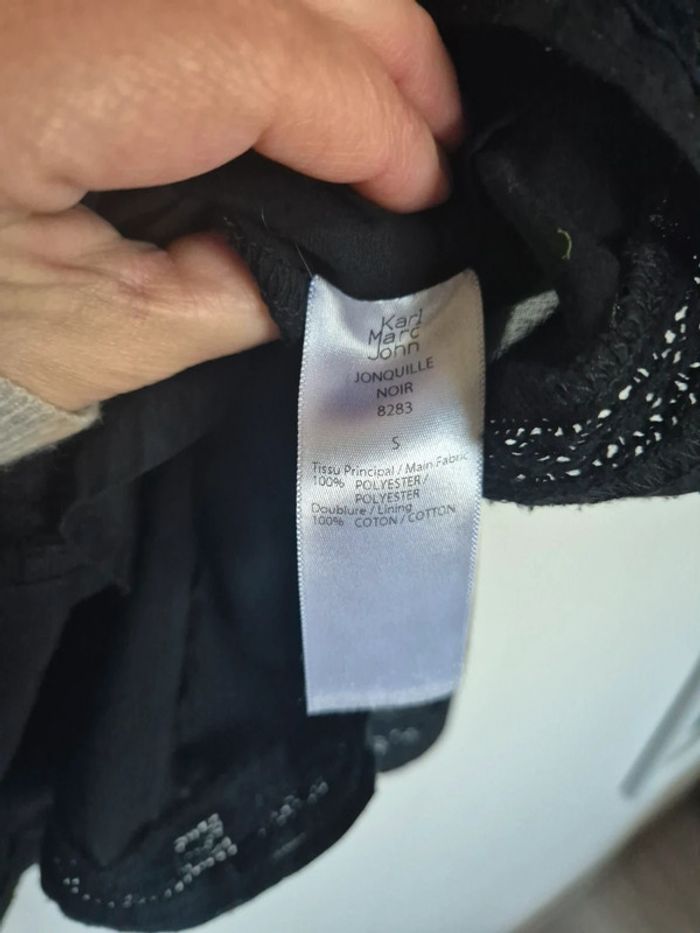 Karl
Marc
John
JONQUILLE
NOIR
8283
S
Tissu Principal / Main Fabric
100% POLYESTER /
POLYESTER
Doublure / Lining
100% COTON / COTTON